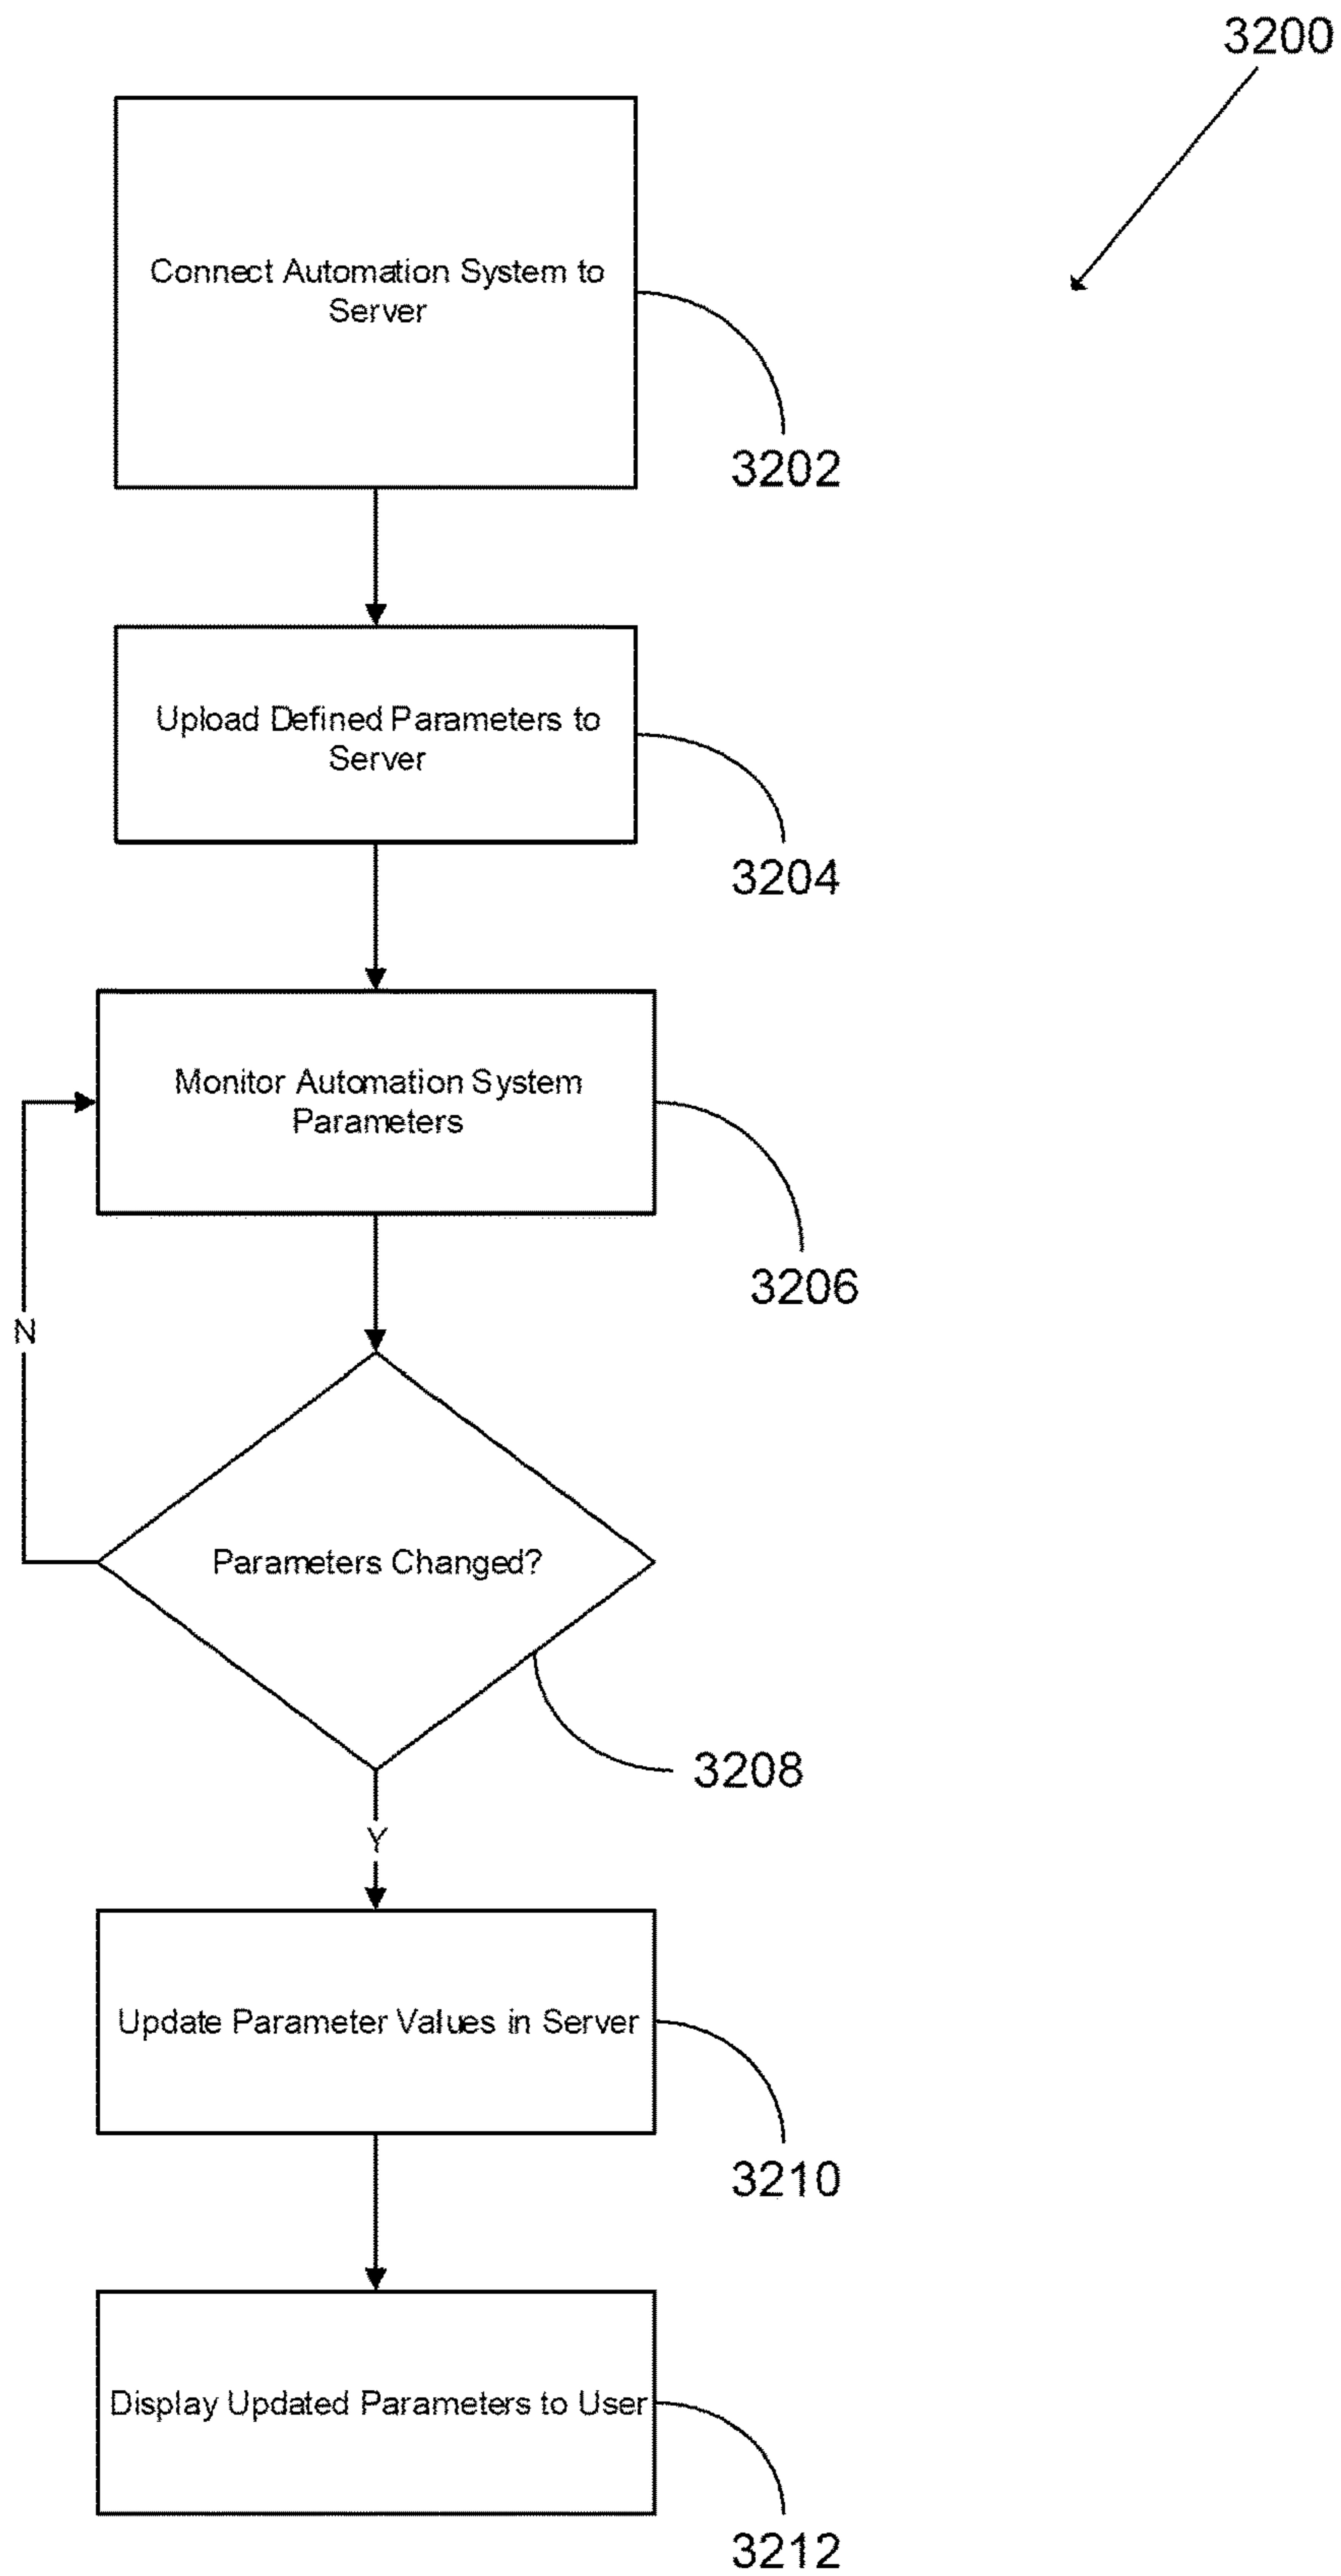 3200
Connect Automation System to
Server
3202
Upload Defined Parameters to
Server
3204
Monitor Automation System
Parameters
3206
N
Parameters Changed?
3208
Y
Update Parameter Values in Server
3210
Display Updated Parameters to User
3212